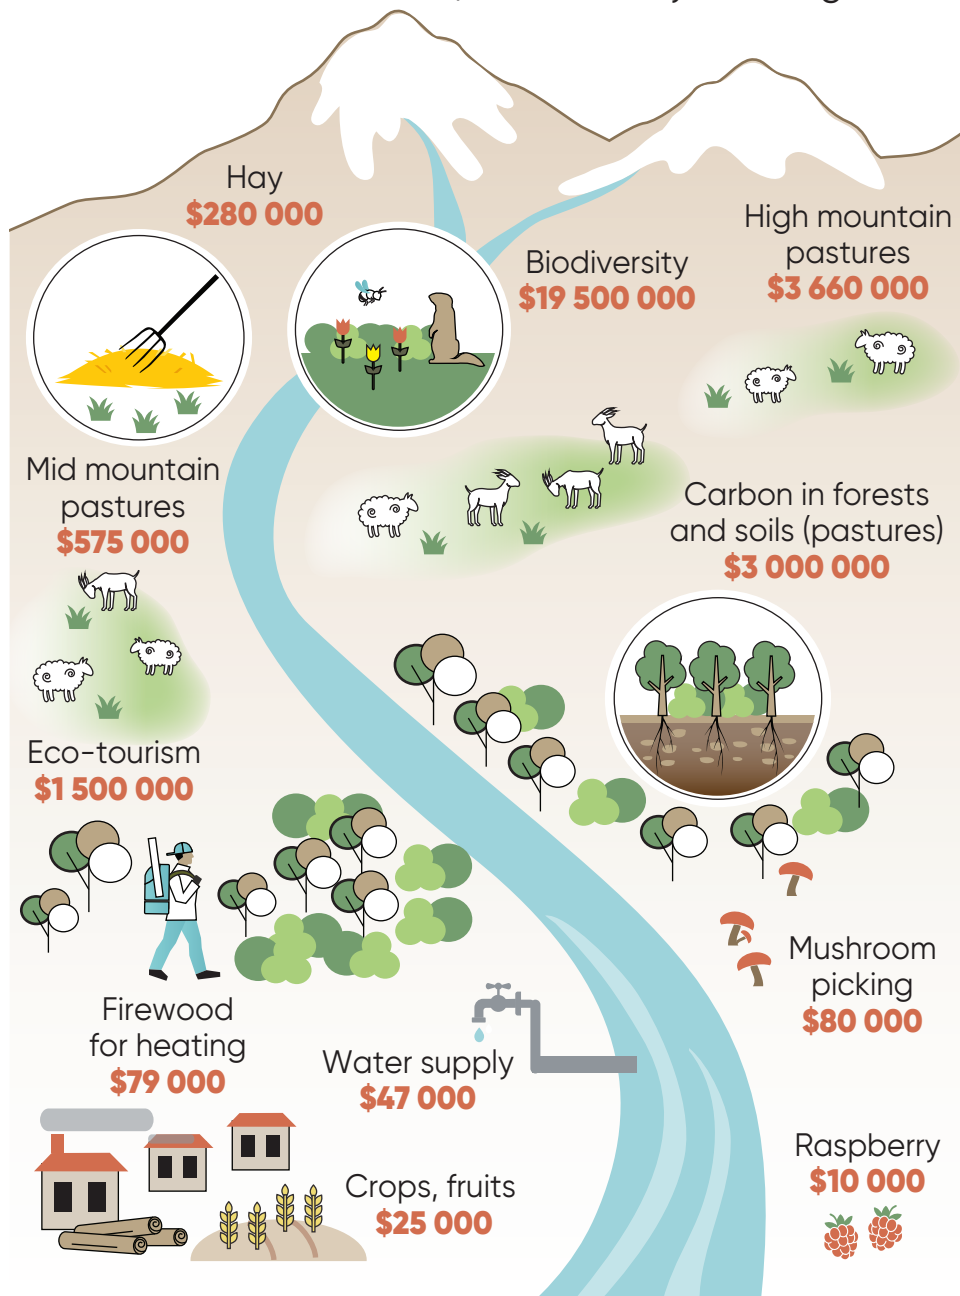 Hay
$280 000
High mountain
pastures
$3 660 000
Biodiversity
$19 500 000
Mid mountain
pastures
$575 000
Carbon in forests
and soils (pastures)
$3 000 000
Eco-tourism
$1 500 000
Mushroom
picking
$80 000
Firewood
for heating
$79 000
Water supply
$47 000
Raspberry
$10 000
Crops, fruits
$25 000